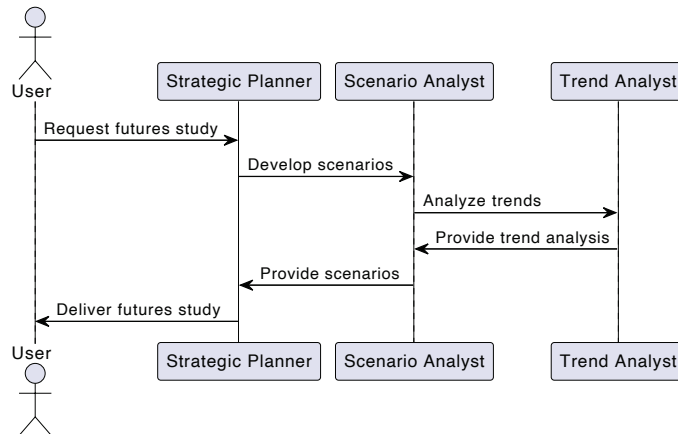 User
Strategic Planner
Scenario Analyst
Trend Analyst
Request futures study
Develop scenarios
Analyze trends
Provide trend analysis
Provide scenarios
Deliver futures study
User
Strategic Planner
Scenario Analyst
Trend Analyst